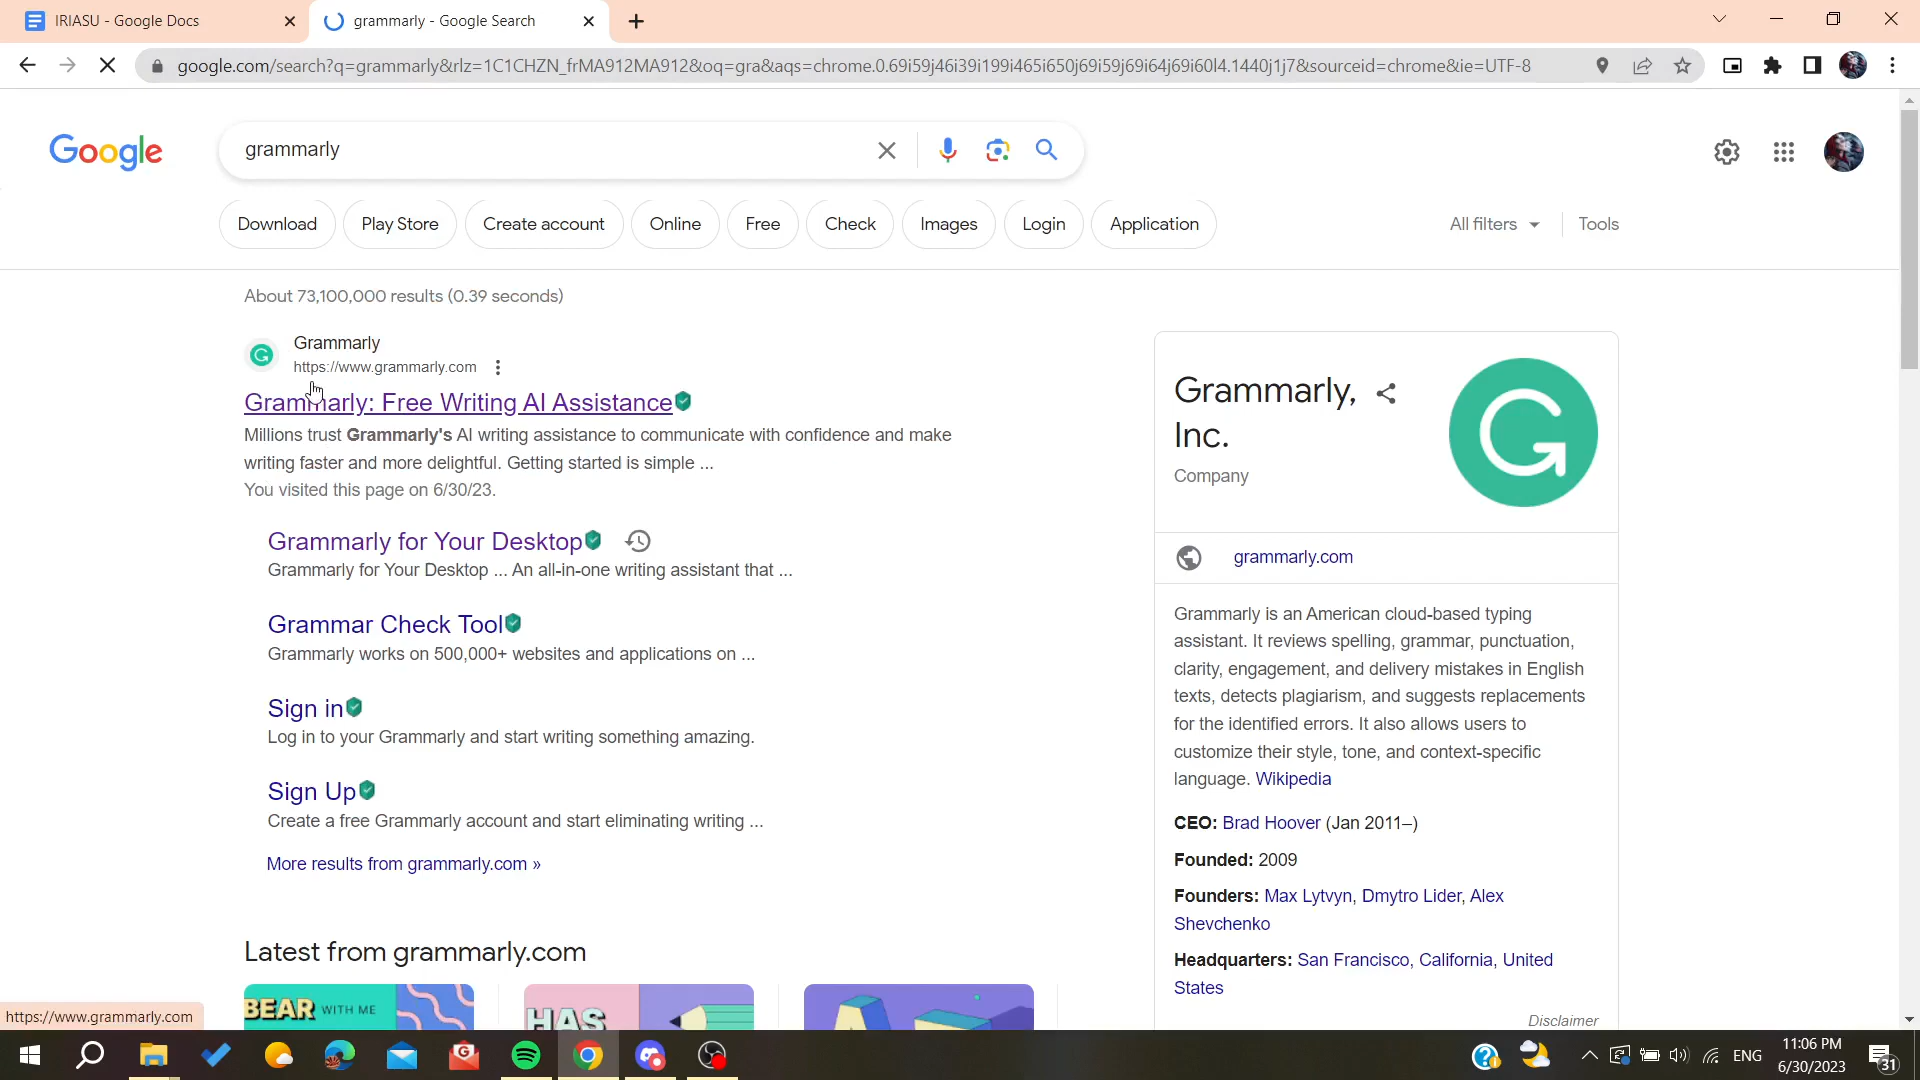 IRIASU - Google Docs
grammarly - Google Search
google.com/search?q=grammarly&rlz=1C1CHZN_frMA912MA912&oq=gra&aqs=chrome.0.69i59j46i39i199i465i650j69i59j69i64j69i60l4.1440j1j7&sourceid=chrome&ie=UTF-8
Google
grammarly
Download
Play Store
Create account
Online
Free
Check
Images
Login
Application
All filters
Tools
About 73,100,000 results (0.39 seconds)
Grammarly
https://www.grammarly.com
Grammarly: Free Writing AI Assistance
Millions trust Grammarly's AI writing assistance to communicate with confidence and make
writing faster and more delightful. Getting started is simple ...
You visited this page on 6/30/23.
Grammarly for Your Desktop
Grammarly for Your Desktop ... An all-in-one writing assistant that ...
Grammar Check Tool
Grammarly works on 500,000+ websites and applications on ...
Sign in
Log in to your Grammarly and start writing something amazing.
Sign Up
Create a free Grammarly account and start eliminating writing ...
More results from grammarly.com »
Latest from grammarly.com
BEAR WITH ME
HAS
Grammarly,
Inc.
Company
grammarly.com
Grammarly is an American cloud-based typing
assistant. It reviews spelling, grammar, punctuation,
clarity, engagement, and delivery mistakes in English
texts, detects plagiarism, and suggests replacements
for the identified errors. It also allows users to
customize their style, tone, and context-specific
language. Wikipedia
CEO: Brad Hoover (Jan 2011–)
Founded: 2009
Founders: Max Lytvyn, Dmytro Lider, Alex
Shevchenko
Headquarters: San Francisco, California, United
States
Disclaimer
https://www.grammarly.com
ENG
11:06 PM
6/30/2023
31